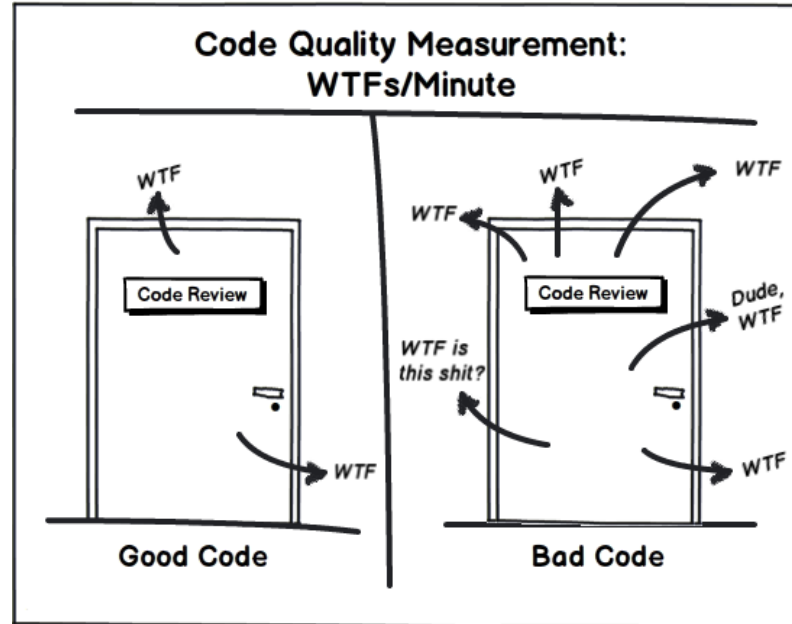 Code Quality Measurement:
WTFs/Minute
WTF
Code Review
WTF
Good Code
WTF
WTF
WTF
Code Review
Dude,
WTF
WTF is
this shit?
WTF
Bad Code